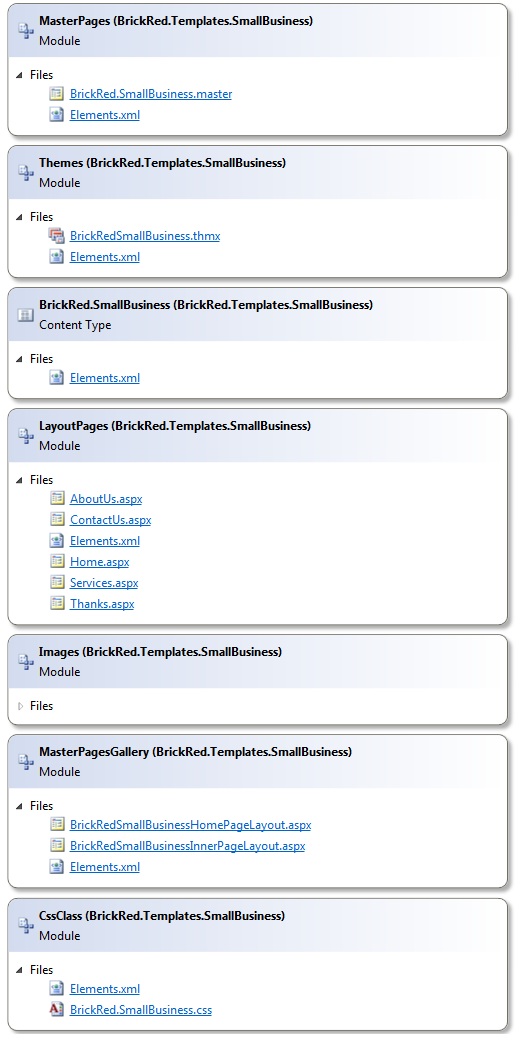 MasterPages (BrickRed.Templates.SmallBusiness)
Module
Files
BrickRed.SmallBusiness.master
Elements.xml
Themes (BrickRed.Templates.SmallBusiness)
Module
Files
BrickRedSmallBusiness.thmx
Elements.xml
BrickRed.SmallBusiness (BrickRed.Templates.SmallBusiness)
Content Type
Files
Elements.xml
LayoutPages (BrickRed.Templates.SmallBusiness)
Module
Files
AboutUs.aspx
ContactUs.aspx
Elements.xml
Home.aspx
Services.aspx
Thanks.aspx
Images (BrickRed.Templates.SmallBusiness)
Module
Files
MasterPagesGallery (BrickRed.Templates.SmallBusiness)
Module
Files
BrickRedSmallBusinessHomePageLayout.aspx
BrickRedSmallBusinessInnerPageLayout.aspx
Elements.xml
CssClass (BrickRed.Templates.SmallBusiness)
Module
Files
Elements.xml
BrickRed.SmallBusiness.css